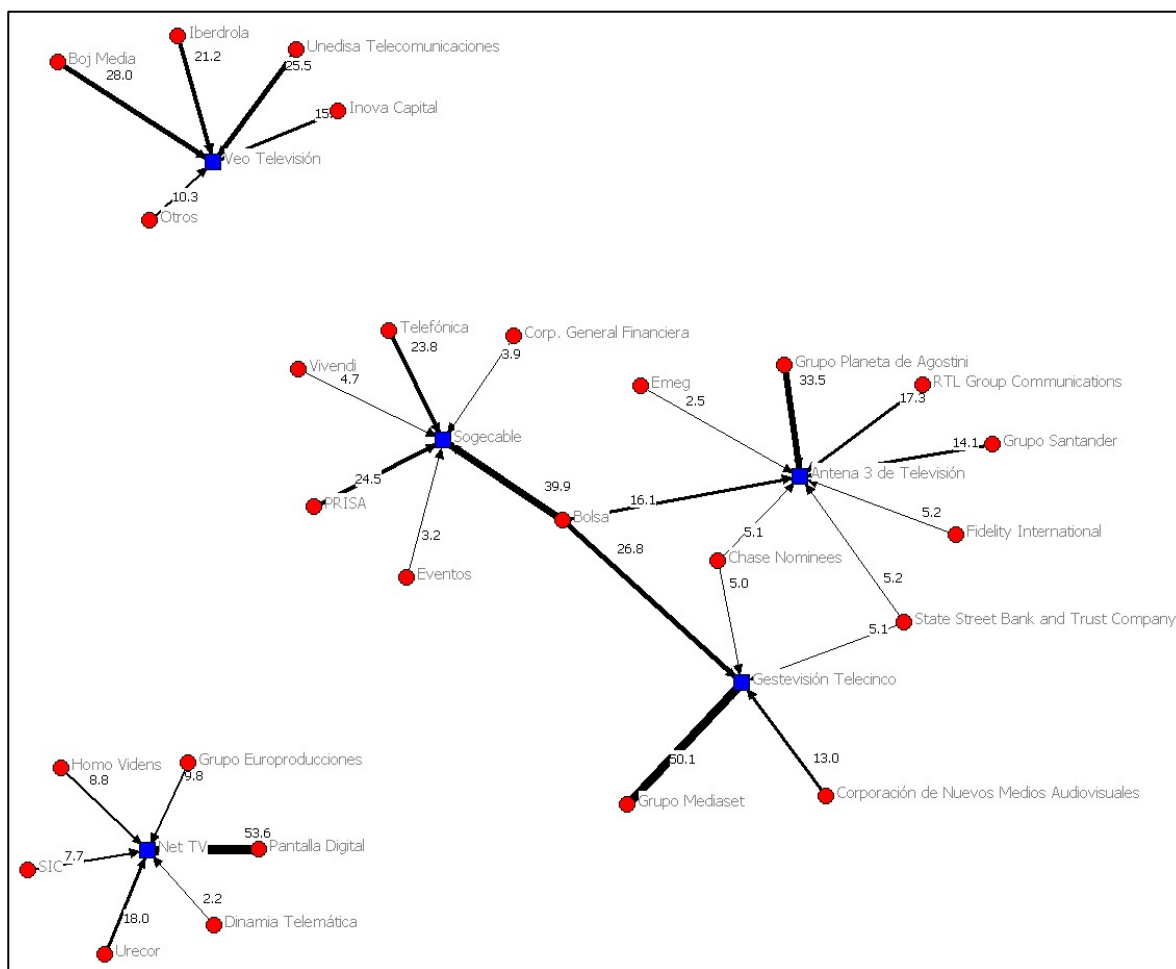 Iberdrola
21.2
Unedisa Telecomunicaciones
25.5
Boj Media
28.0
Inova Capital
15.
Veo Televisión
10.3
Otros
Telefónica
23.8
Corp. General Financiera
3.9
Vivendi
4.7
Grupo Planeta de Agostini
33.5
Emeg
2.5
RTL Group Communications
17.3
Sogecable
Grupo Santander
14.1
Antena 3 de Televisión
24.5
PRISA
39.9
16.1
Bolsa
5.2
Fidelity International
3.2
26.8
5.1
Chase Nominees
5.0
Eventos
5.2
State Street Bank and Trust Company
5.1
Gestevisión Telecinco
50.1
13.0
Grupo Mediaset
Corporación de Nuevos Medios Audiovisuales
Homo Videns
8.8
Grupo Europroducciones
9.8
53.6
Net TV
Pantalla Digital
7.7
SIC
2.2
18.0
Dinamia Telemática
Urecor